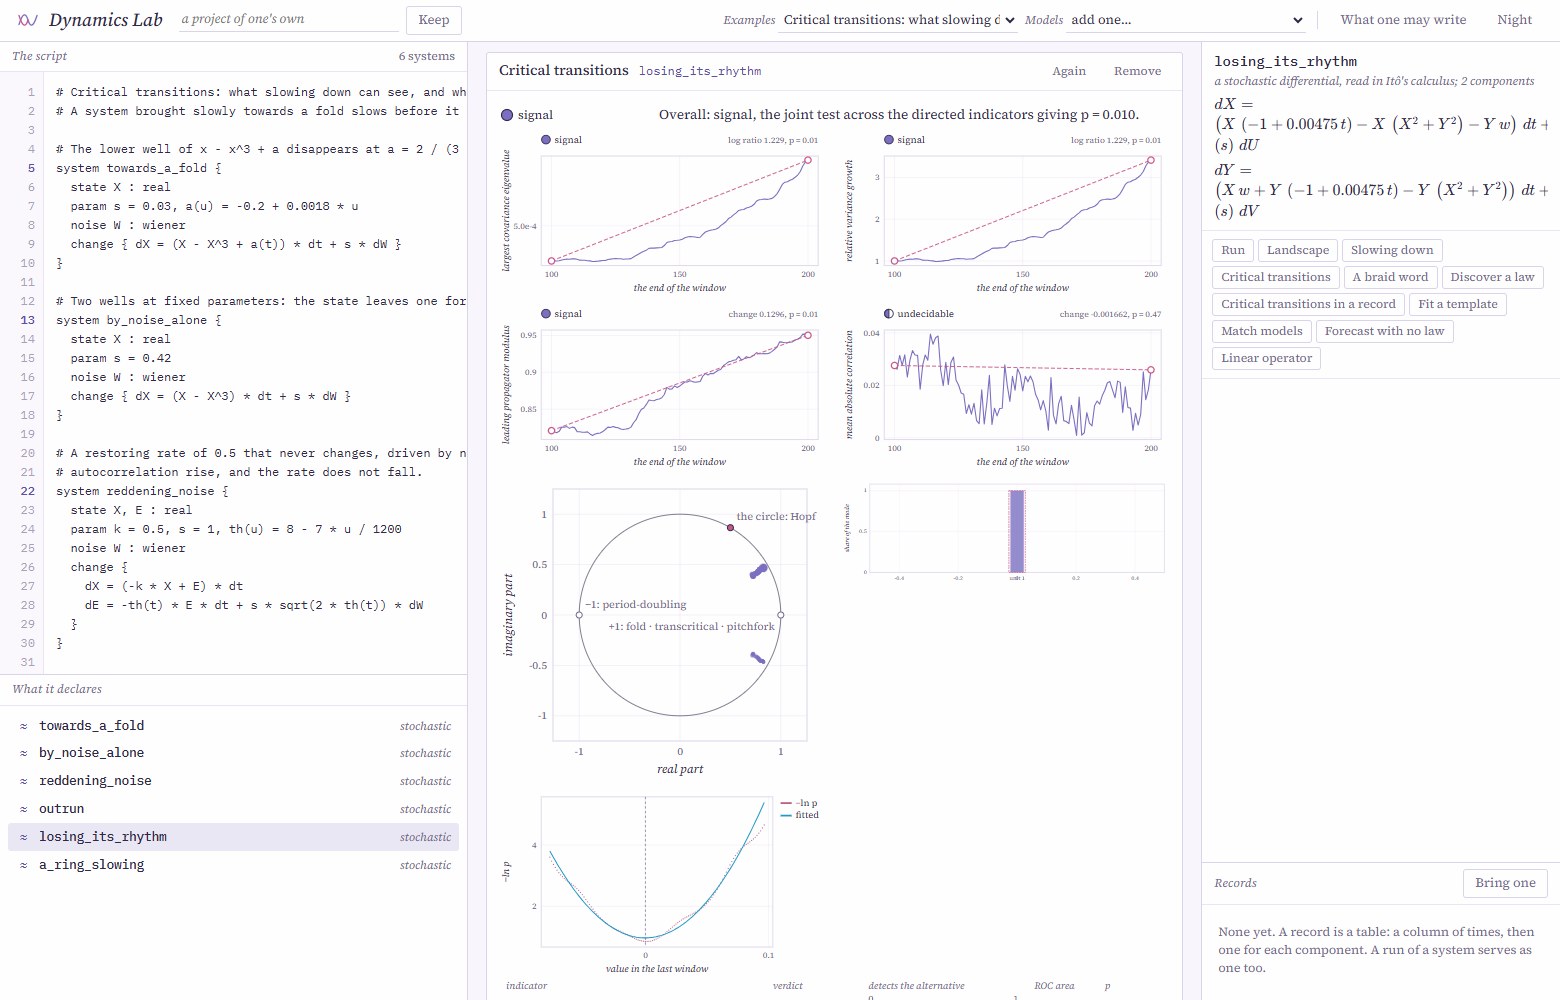 Dynamics Lab
a project of one's own
Keep
Examples
Critical transitions: what slowing d
Models
add one...
What one may write
Night
The script
6 systems
1 # Critical transitions: what slowing down can see, and wh
2 # A system brought slowly towards a fold slows before it
3
4 # The lower well of x - x^3 + a disappears at a = 2 / (3
5 system towards_a_fold {
6 state X : real
7 param s = 0.03, a(u) = -0.2 + 0.0018 * u
8 noise W : wiener
9 change { dX = (X - X^3 + a(t)) * dt + s * dW }
10 }
11
12 # Two wells at fixed parameters: the state leaves one for
13 system by_noise_alone {
14 state X : real
15 param s = 0.42
16 noise W : wiener
17 change { dX = (X - X^3) * dt + s * dW }
18 }
19
20 # A restoring rate of 0.5 that never changes, driven by n
21 # autocorrelation rise, and the rate does not fall.
22 system reddening_noise {
23 state X, E : real
24 param k = 0.5, s = 1, th(u) = 8 - 7 * u / 1200
25 noise W : wiener
26 change {
27 dX = (-k * X + E) * dt
28 dE = -th(t) * E * dt + s * sqrt(2 * th(t)) * dW
29 }
30 }
31
What it declares
≈ towards_a_fold stochastic
≈ by_noise_alone stochastic
≈ reddening_noise stochastic
≈ outrun stochastic
≈ losing_its_rhythm stochastic
≈ a_ring_slowing stochastic
Critical transitions losing_its_rhythm
Again
Remove
signal
Overall: signal, the joint test across the directed indicators giving p = 0.010.
signal
log ratio 1.229, p = 0.01
largest covariance eigenvalue
5.0e-4
100 150 200
the end of the window
signal
log ratio 1.229, p = 0.01
relative variance growth
3
2
1
100 150 200
the end of the window
signal
change 0.1296, p = 0.01
leading propagator modulus
0.95
0.9
0.85
100 150 200
the end of the window
undecidable
change -0.001662, p = 0.47
mean absolute correlation
0.04
0.02
0
100 150 200
the end of the window
the circle: Hopf
−1: period-doubling
+1: fold · transcritical · pitchfork
imaginary part
1
0.5
0
-0.5
-1
-1 0 1
real part
share of the mode
1
0.5
0
-0.4 -0.2 0.2 0.4
−ln p
fitted
−ln p
4
2
0 0.1
value in the last window
indicator verdict detects the alternative ROC area p
0 1
losing_its_rhythm
a stochastic differential, read in Itô's calculus; 2 components
dX =
(X (−1 + 0.00475 t) − X (X² + Y²) − Y w) dt +
(s) dU
dY =
(X w + Y (−1 + 0.00475 t) − Y (X² + Y²)) dt +
(s) dV
Run
Landscape
Slowing down
Critical transitions
A braid word
Discover a law
Critical transitions in a record
Fit a template
Match models
Forecast with no law
Linear operator
Records
Bring one
None yet. A record is a table: a column of times, then
one for each component. A run of a system serves as
one too.